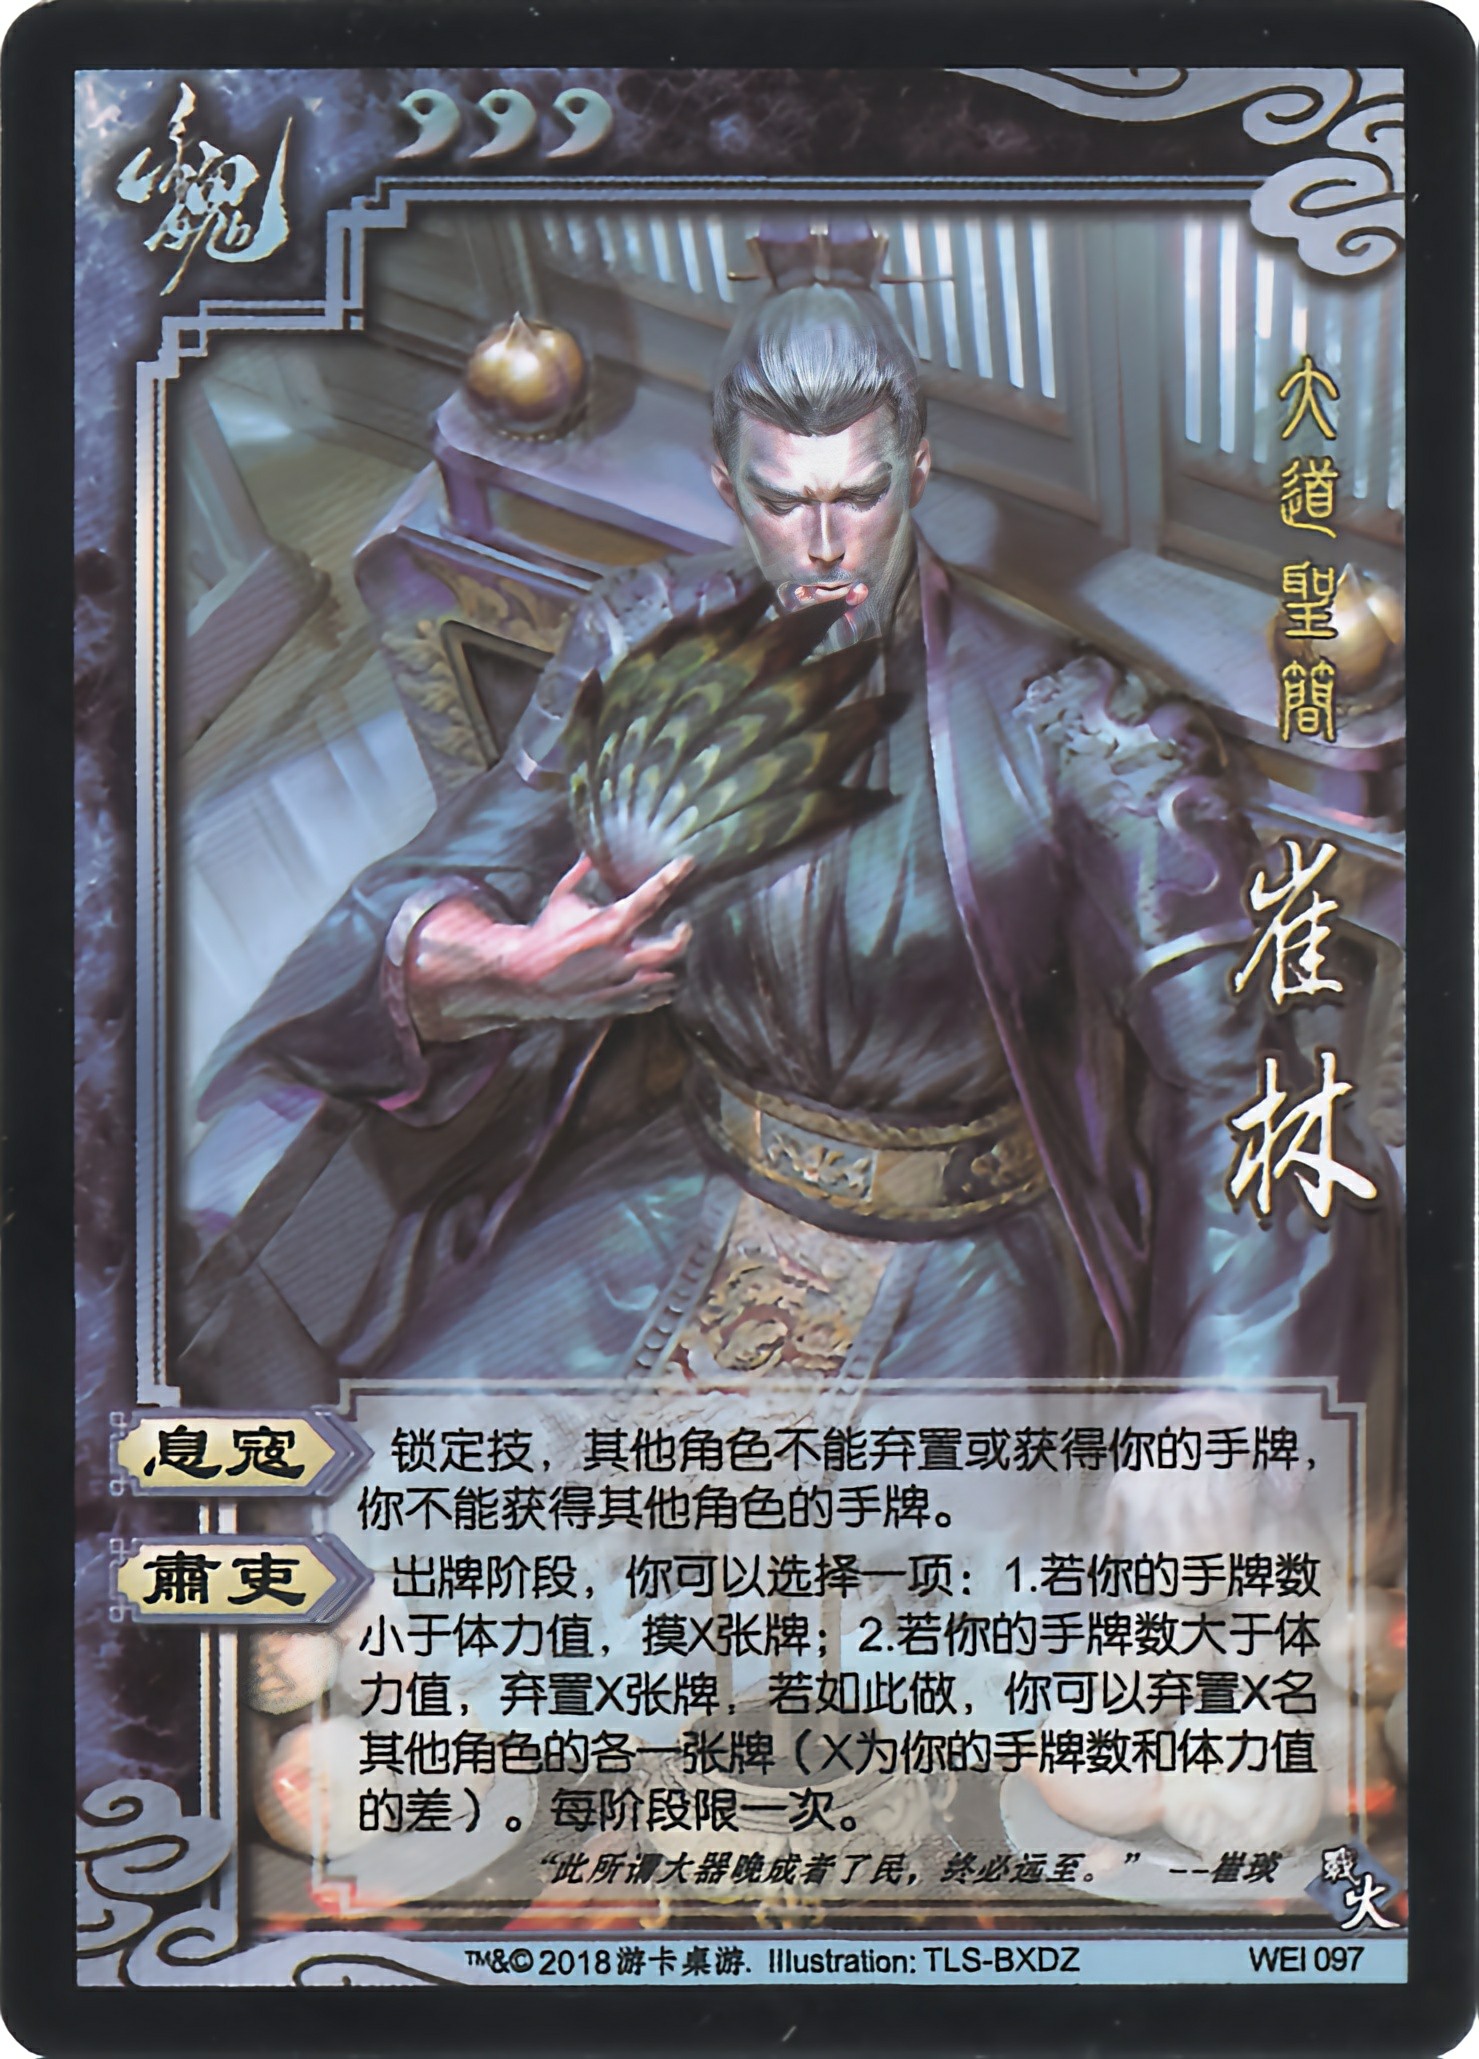 魏
大道聖簡
崔林
息寇
锁定技，其他角色不能弃置或获得你的手牌，
你不能获得其他角色的手牌。
肃吏
出牌阶段，你可以选择一项：1.若你的手牌数
小于体力值，摸X张牌；2.若你的手牌数大于体
力值，弃置X张牌，若如此做，你可以弃置X名
其他角色的各一张牌（X为你的手牌数和体力值
的差）。每阶段限一次。
“此所谓大器晚成者了民，终必远至。” --崔琰
戰火
™&©2018游卡桌游. Illustration: TLS-BXDZ
WEI 097